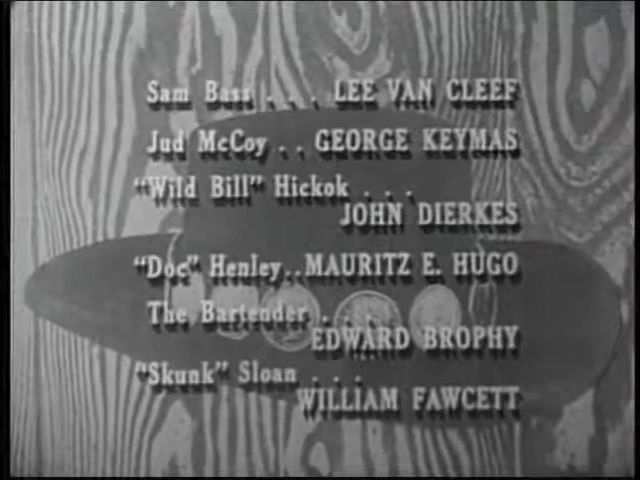 Sam Bass . . . LEE VAN CLEEF
Jud McCoy . . GEORGE KEYMAS
"Wild Bill" Hickok . . .
JOHN DIERKES
"Doc" Henley..MAURITZ E. HUGO
The Bartender . . .
EDWARD BROPHY
"Skunk" Sloan . . .
WILLIAM FAWCETT